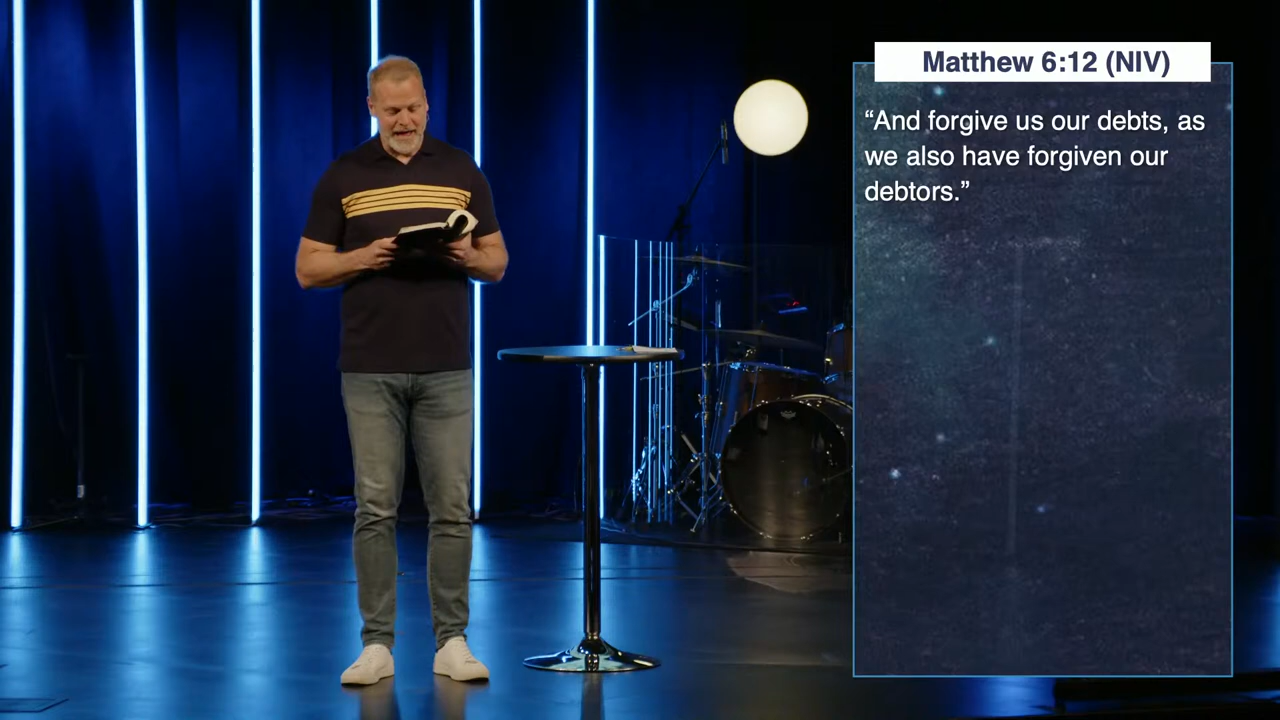 Matthew 6:12 (NIV)
“And forgive us our debts, as
we also have forgiven our
debtors.”